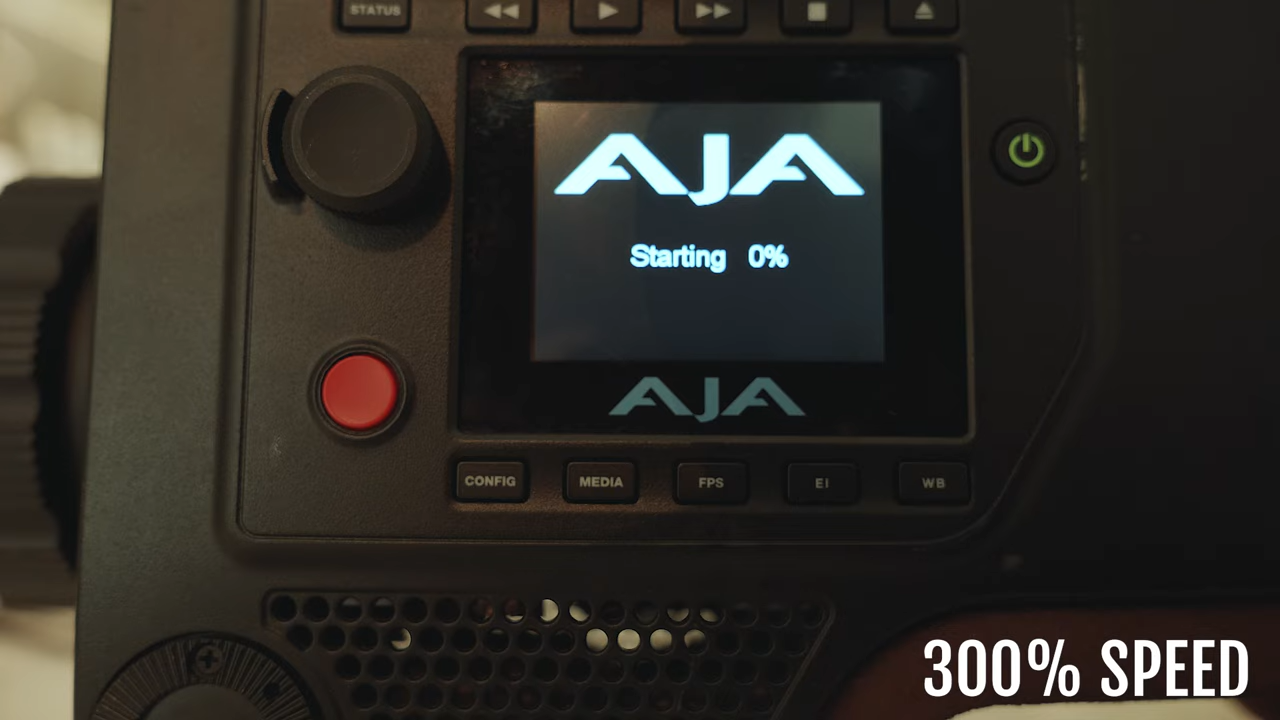 STATUS
AJA
Starting 0%
AJA
CONFIG MEDIA FPS EI WB
300% SPEED